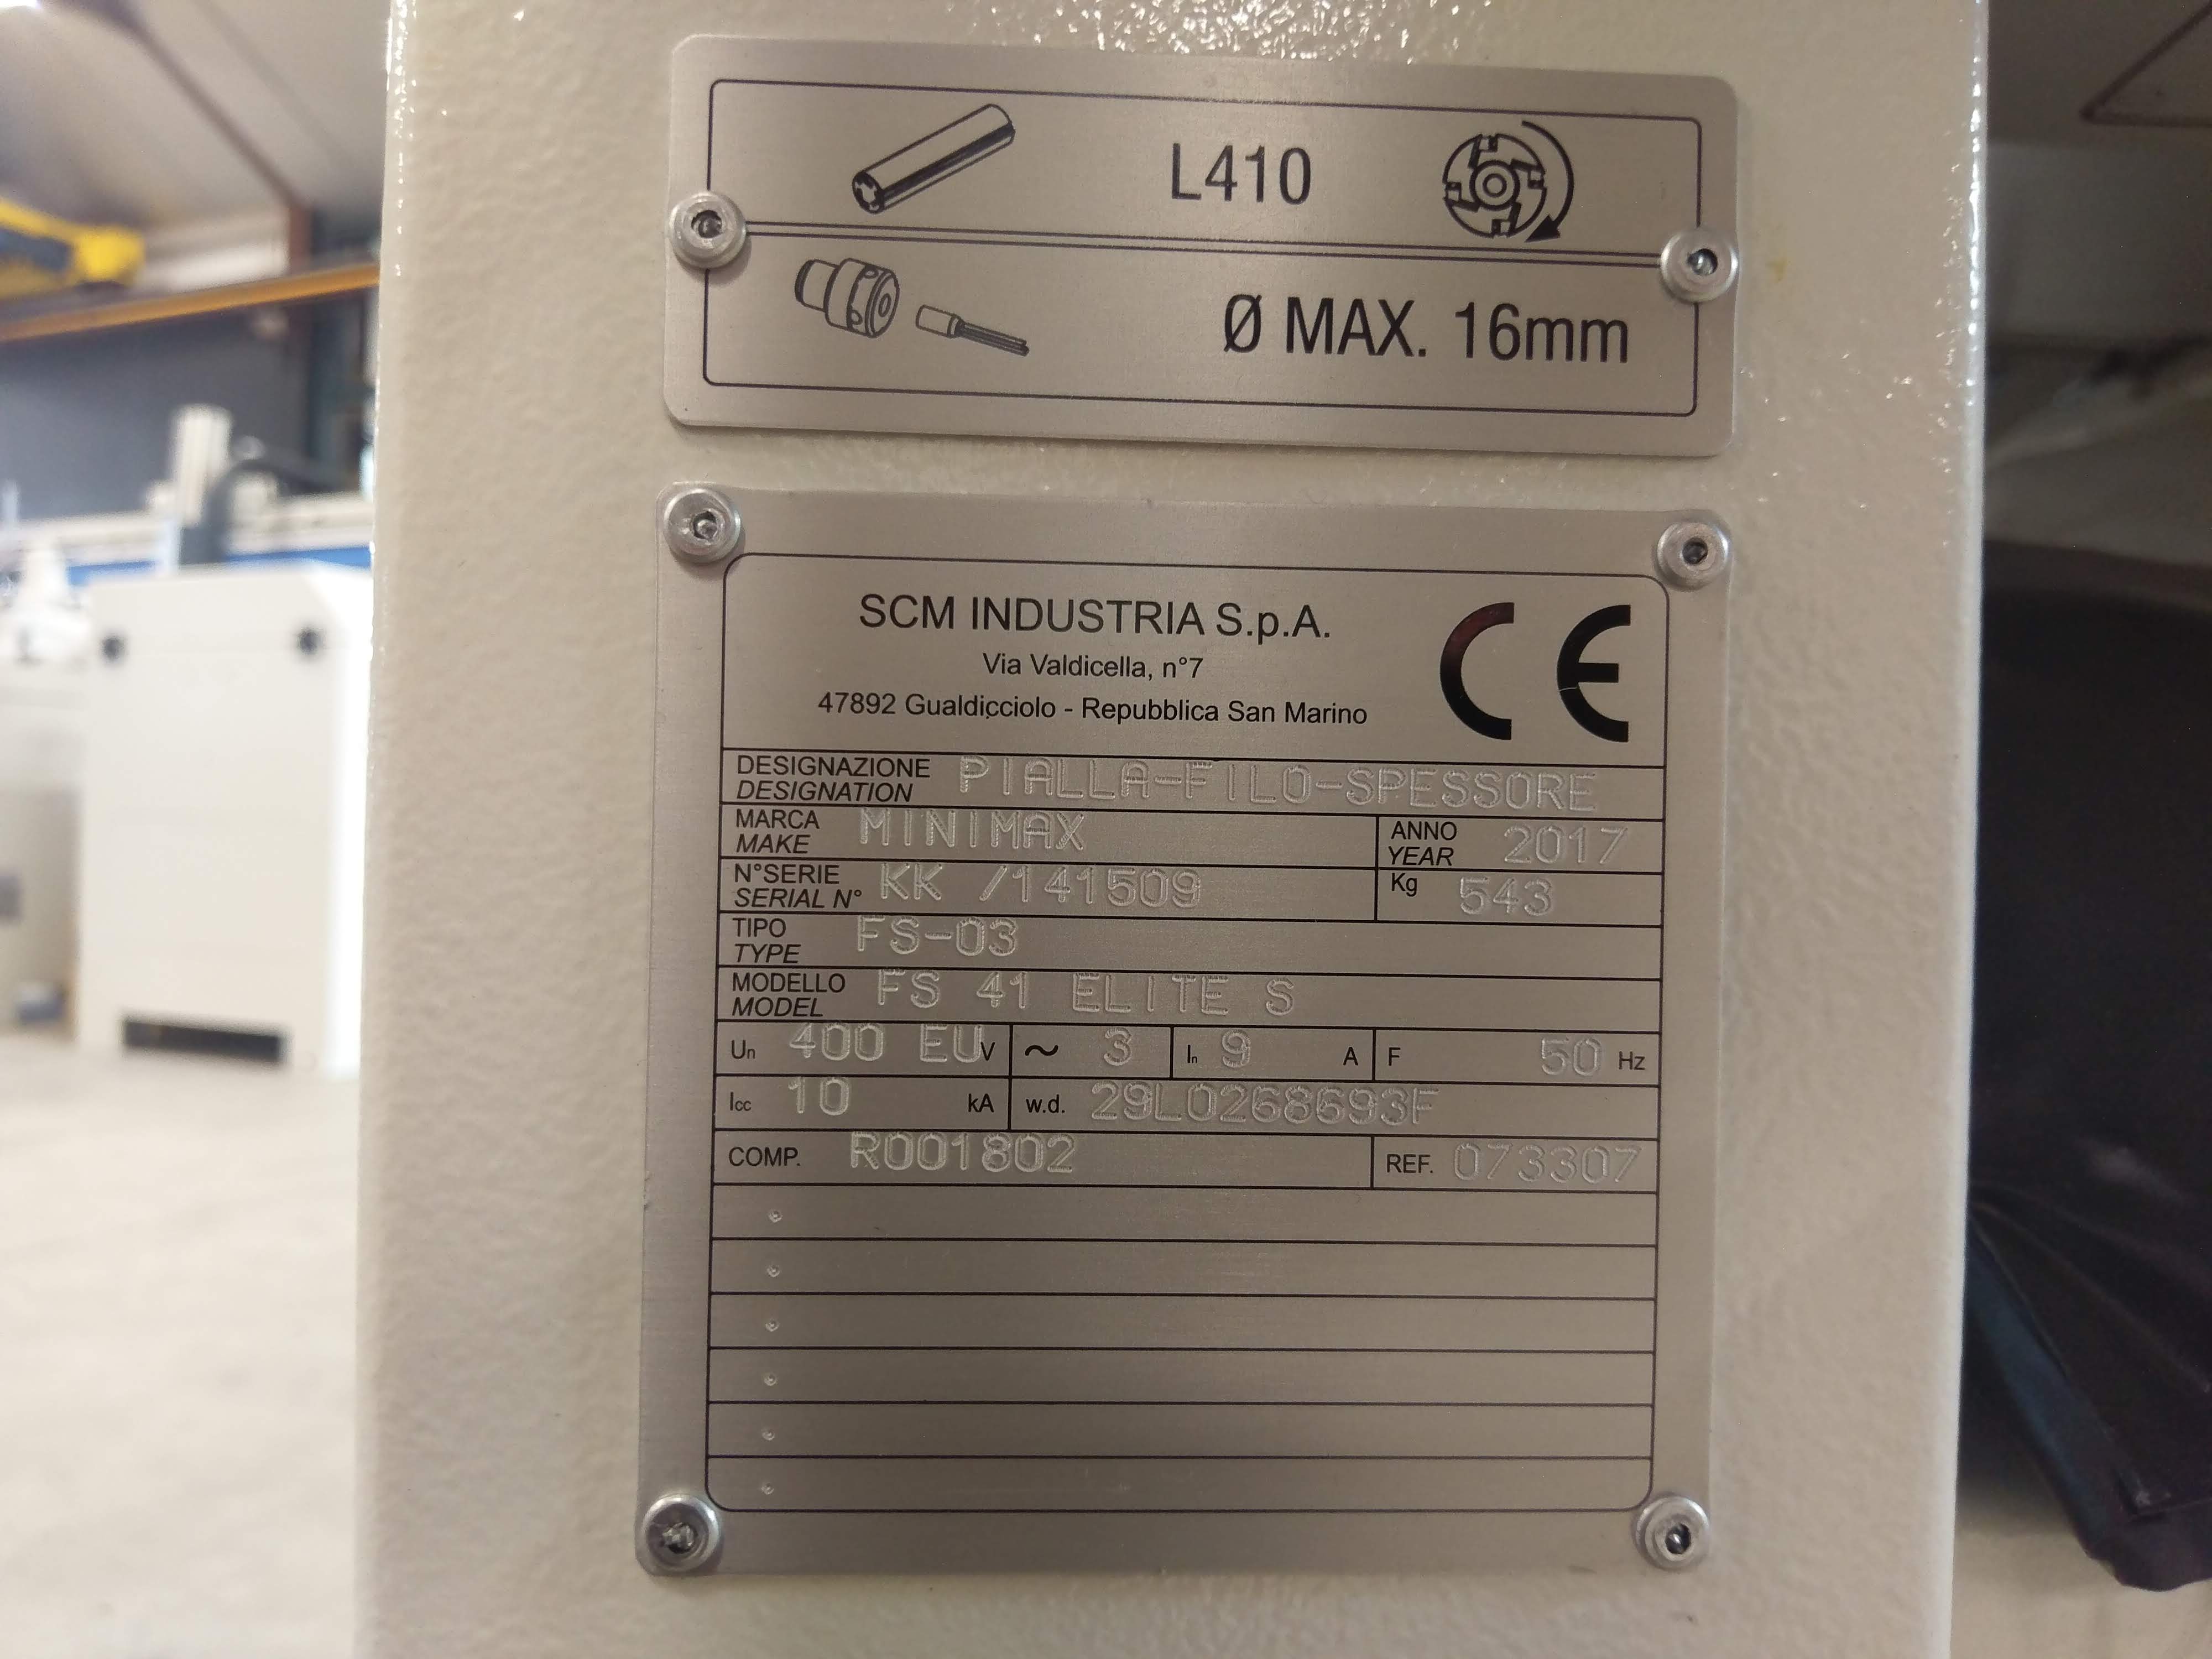 L410
Ø MAX. 16mm
SCM INDUSTRIA S.p.A.
Via Valdicella, n°7
47892 Gualdicciolo - Repubblica San Marino
CE
DESIGNAZIONE PIALLA-FILO-SPESSORE
DESIGNATION
MARCA MINIMAX ANNO 2017
MAKE YEAR
N°SERIE KK /141509 Kg 543
SERIAL N°
TIPO FS-03
TYPE
MODELLO FS 41 ELITE S
MODEL
Un 400 EU V ~ 3 In 9 A F 50 Hz
Icc 10 kA w.d. 29L0268693F
COMP. R001802 REF. 073307